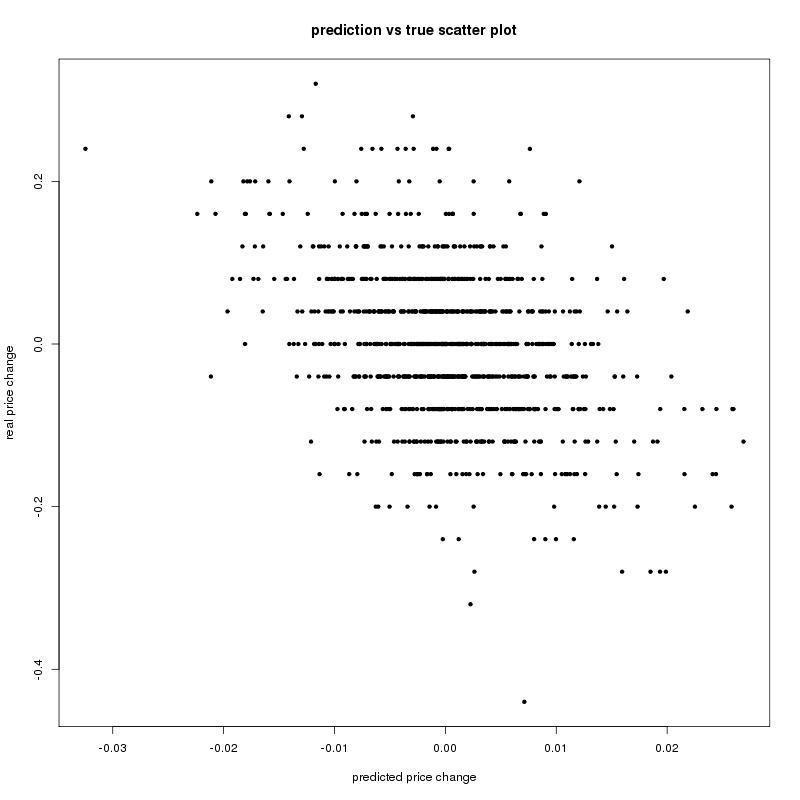 prediction vs true scatter plot
0.2
0.0
-0.2
-0.4
real price change
-0.03 -0.02 -0.01 0.00 0.01 0.02
predicted price change